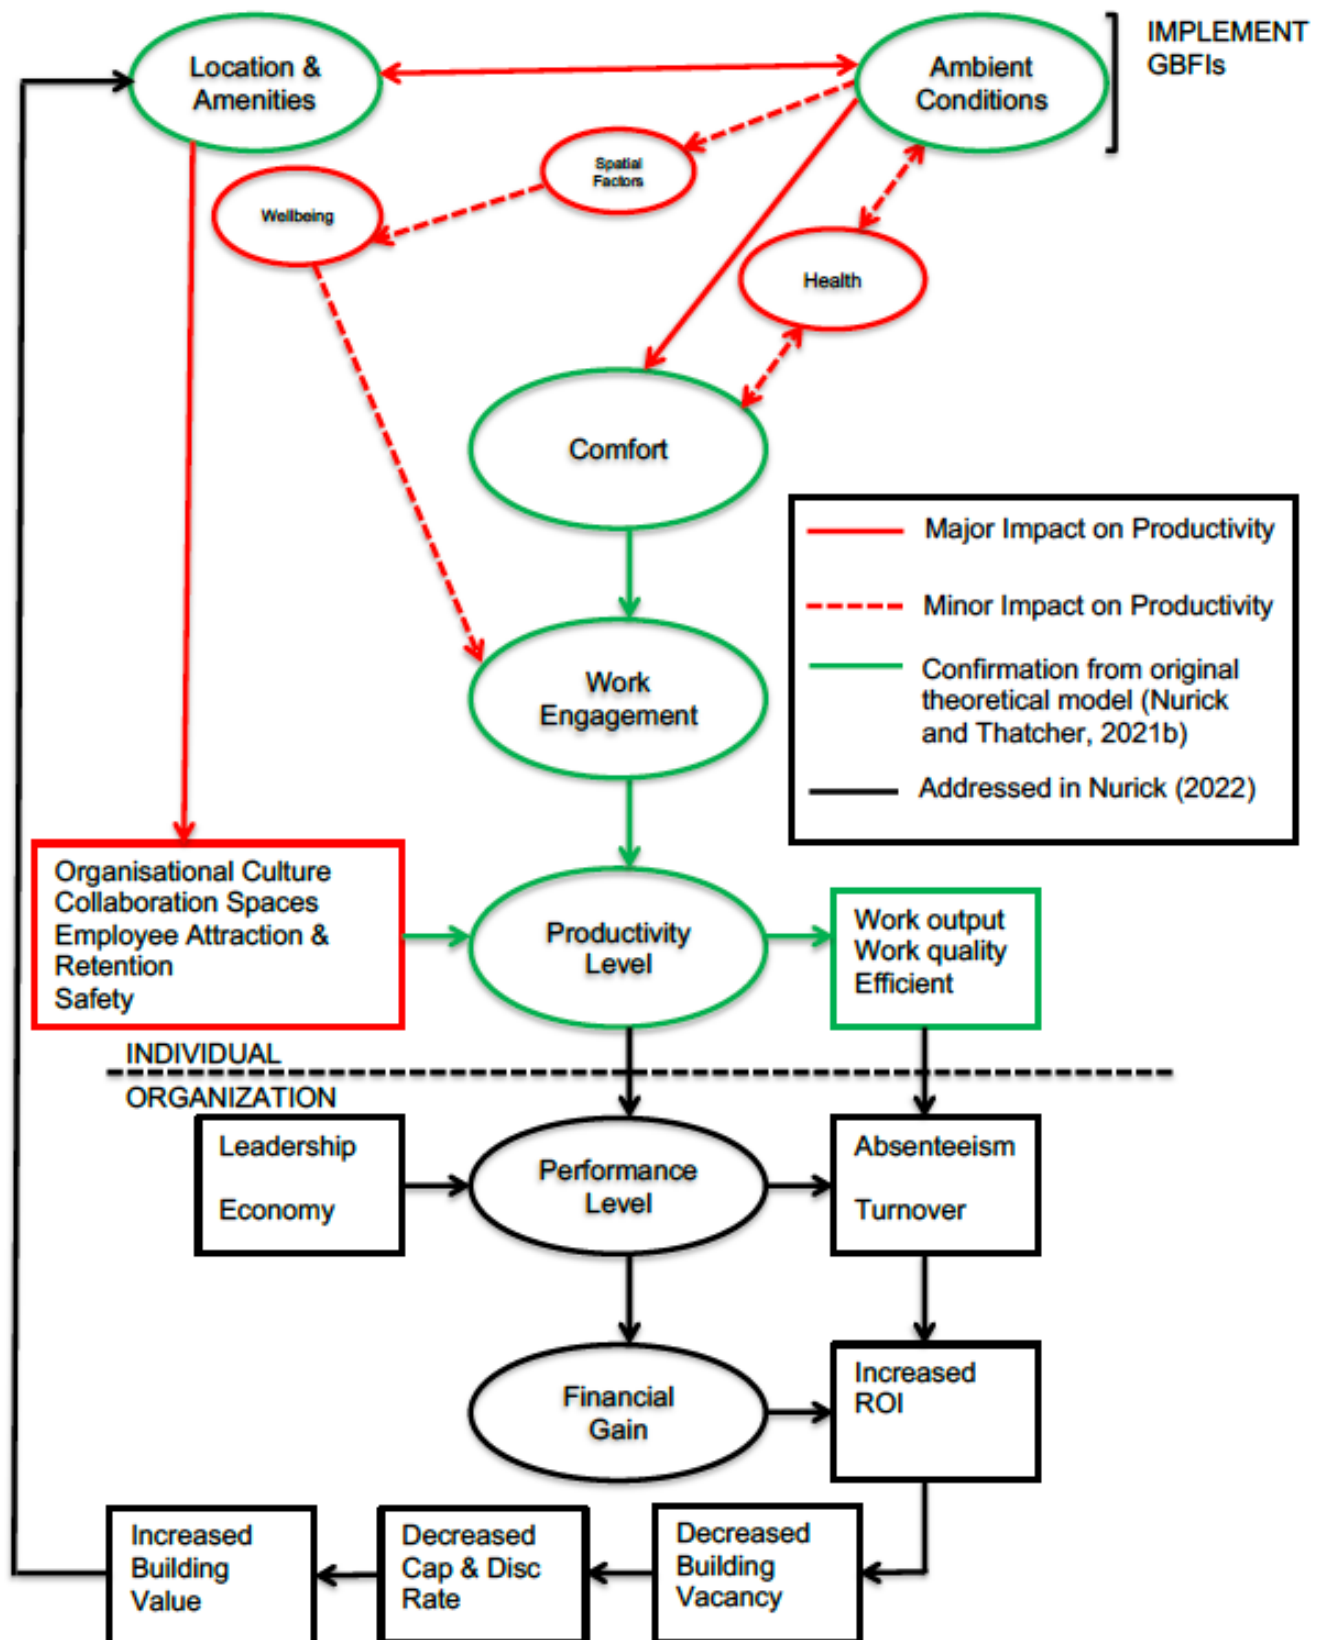 Location &
Amenities
Ambient
Conditions
IMPLEMENT
GBFIs
Spatial
Factors
Wellbeing
Health
Comfort
Major Impact on Productivity
Minor Impact on Productivity
Confirmation from original
theoretical model (Nurick
and Thatcher, 2021b)
Addressed in Nurick (2022)
Work
Engagement
Organisational Culture
Collaboration Spaces
Employee Attraction &
Retention
Safety
Productivity
Level
Work output
Work quality
Efficient
INDIVIDUAL
ORGANIZATION
Leadership
Economy
Performance
Level
Absenteeism
Turnover
Financial
Gain
Increased
ROI
Increased
Building
Value
Decreased
Cap & Disc
Rate
Decreased
Building
Vacancy